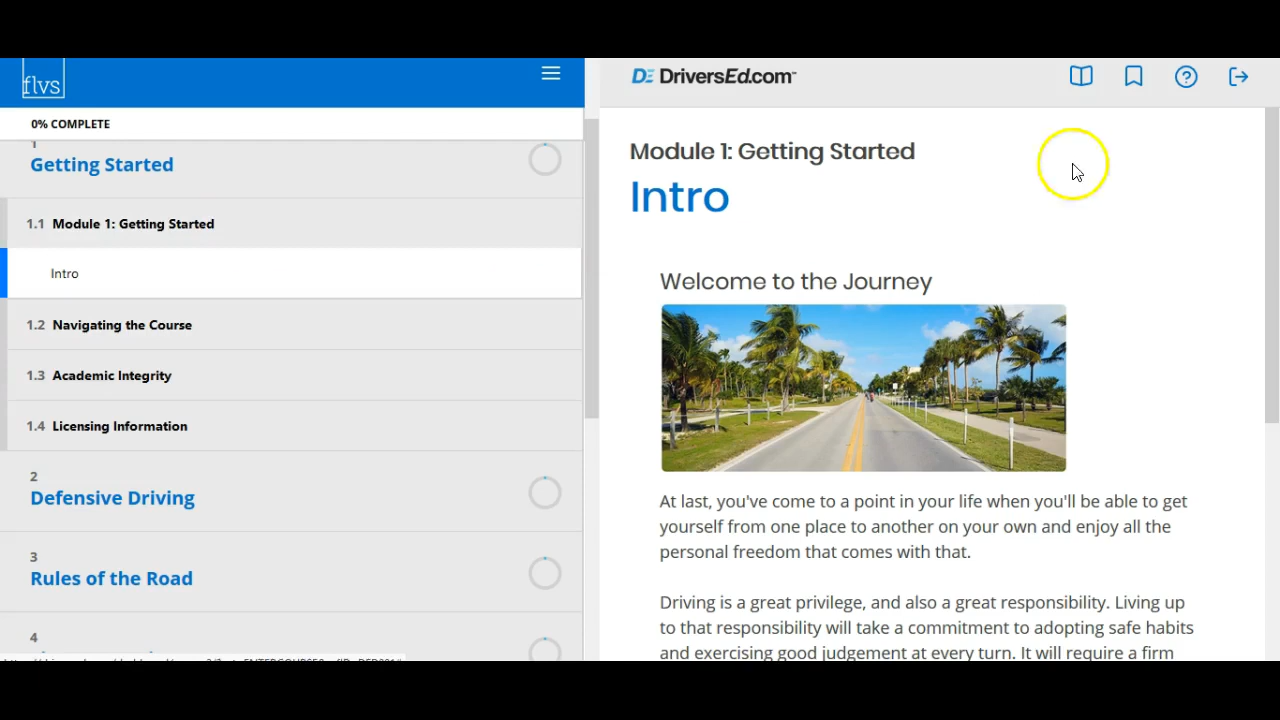 flvs
0% COMPLETE
1
Getting Started
1.1 Module 1: Getting Started
Intro
1.2 Navigating the Course
1.3 Academic Integrity
1.4 Licensing Information
2
Defensive Driving
3
Rules of the Road
4
DE DriversEd.com
Module 1: Getting Started
Intro
Welcome to the Journey
At last, you've come to a point in your life when you'll be able to get
yourself from one place to another on your own and enjoy all the
personal freedom that comes with that.
Driving is a great privilege, and also a great responsibility. Living up
to that responsibility will take a commitment to adopting safe habits
and exercising good judgement at every turn. It will require a firm